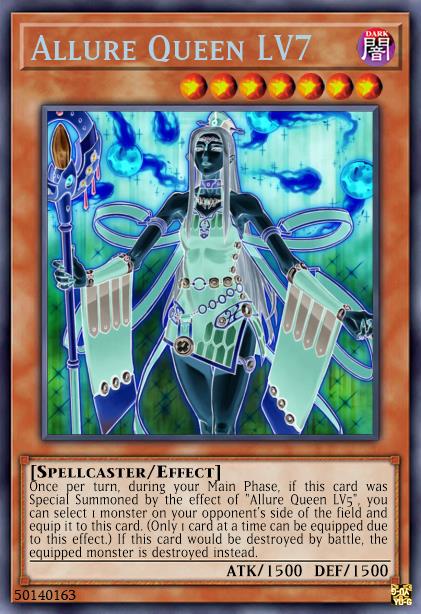 Allure Queen LV7
DARK
闇
[Spellcaster/Effect]
Once per turn, during your Main Phase, if this card was
Special Summoned by the effect of "Allure Queen LV5", you
can select 1 monster on your opponent's side of the field and
equip it to this card. (Only 1 card at a time can be equipped due
to this effect.) If this card would be destroyed by battle, the
equipped monster is destroyed instead.
ATK/1500 DEF/1500
50140163